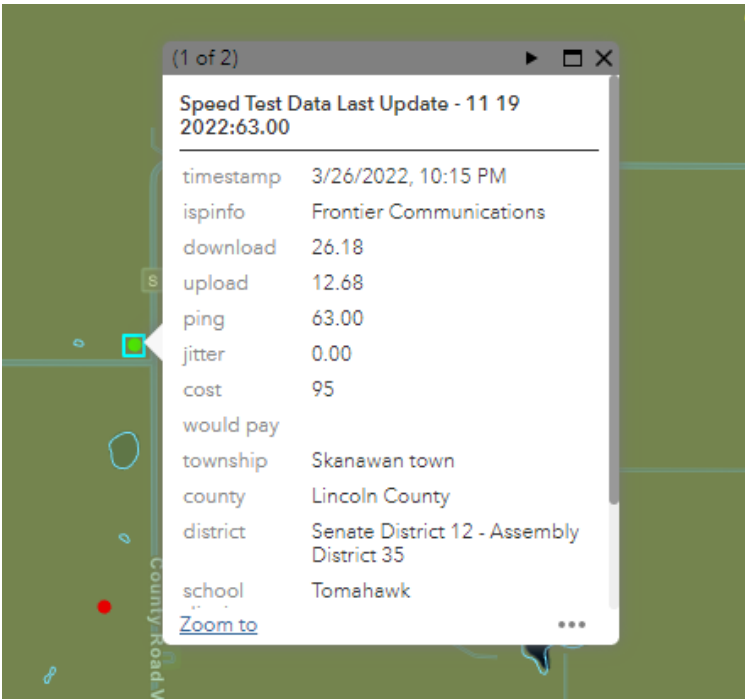 (1 of 2)
Speed Test Data Last Update - 11 19
2022:63.00
timestamp 3/26/2022, 10:15 PM
ispinfo Frontier Communications
download 26.18
upload 12.68
ping 63.00
jitter 0.00
cost 95
would pay
township Skanawan town
county Lincoln County
district Senate District 12 - Assembly
District 35
school Tomahawk
Zoom to
S
County Road V